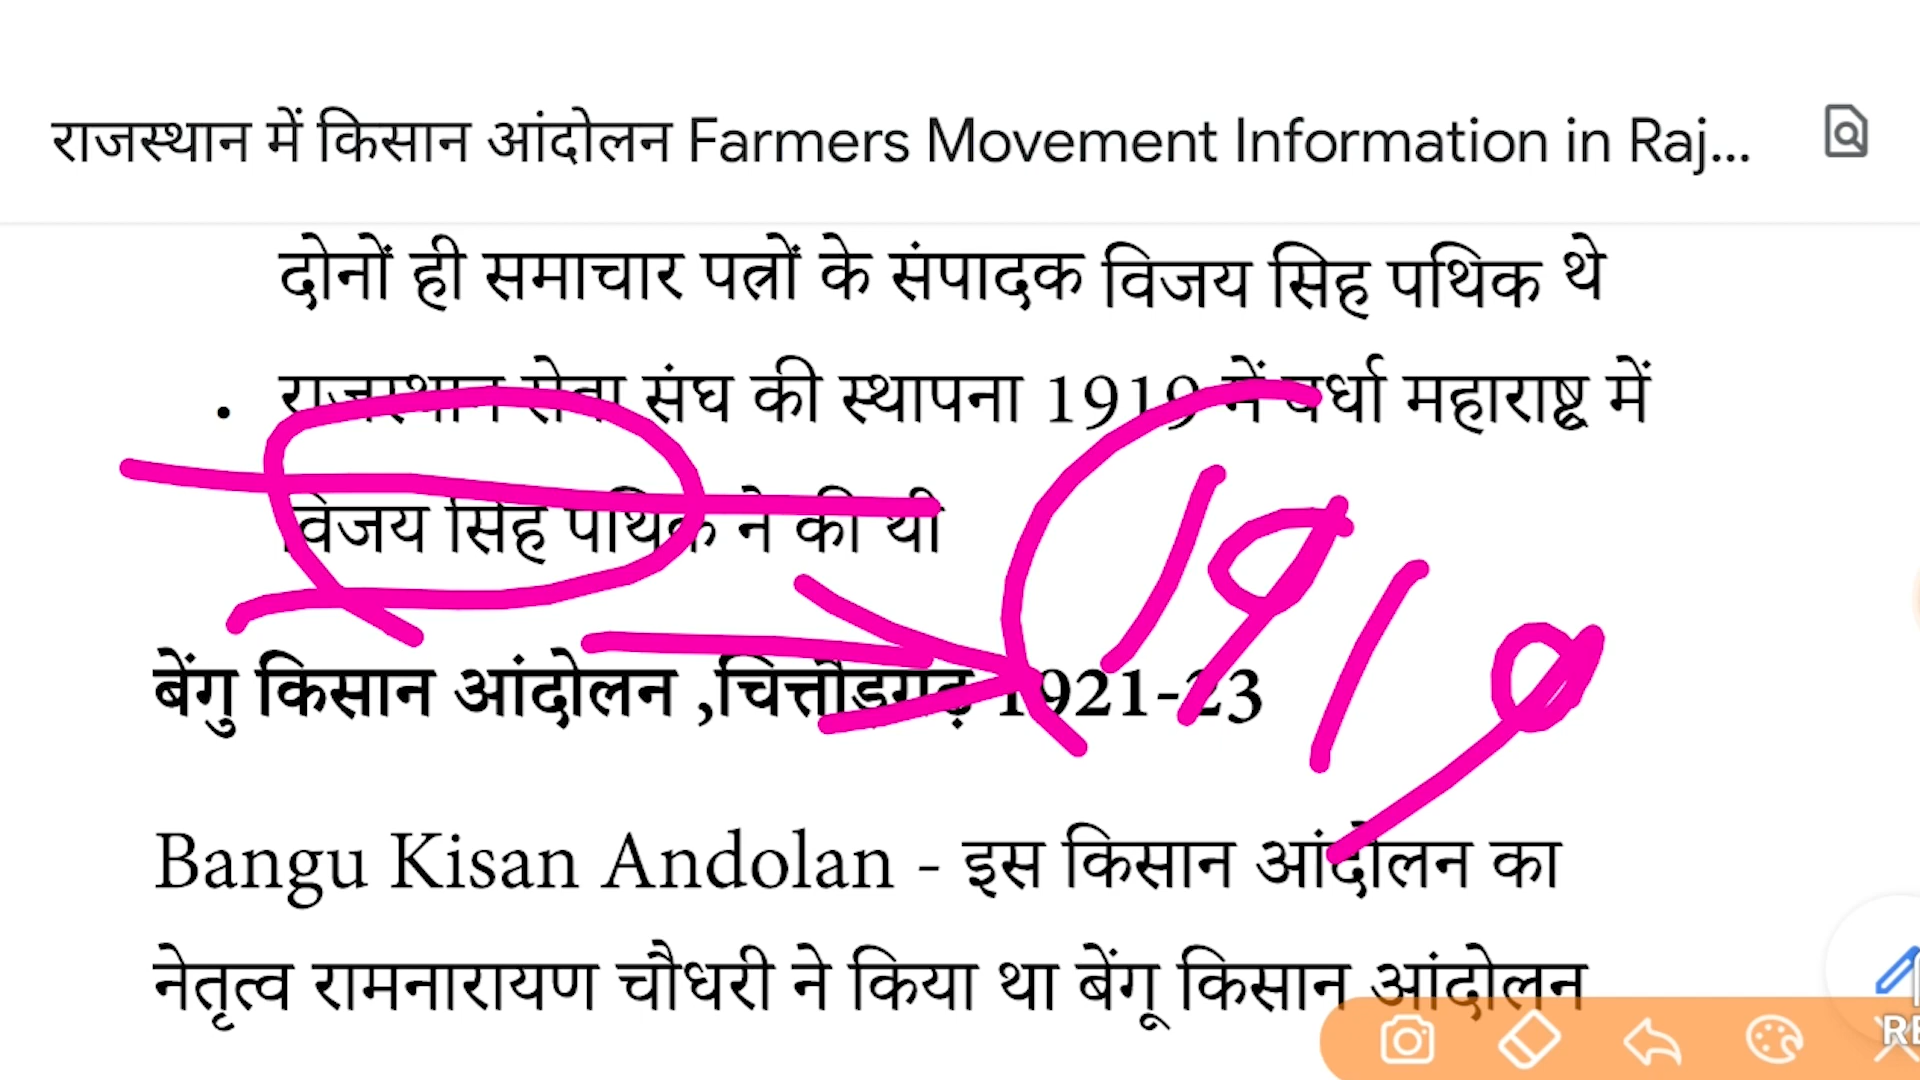 राजस्थान में किसान आंदोलन Farmers Movement Information in Raj...
दोनों ही समाचार पत्रों के संपादक विजय सिह पथिक थे
. राजस्थान सेवा संघ की स्थापना 1919 में वर्धा महाराष्ट्र में
विजय सिंह पथिक ने की थी
1919
बेंगु किसान आंदोलन ,चित्तौड़गढ़ 1921-23
Bangu Kisan Andolan - इस किसान आंदोलन का
नेतृत्व रामनारायण चौधरी ने किया था बेंगू किसान आंदोलन